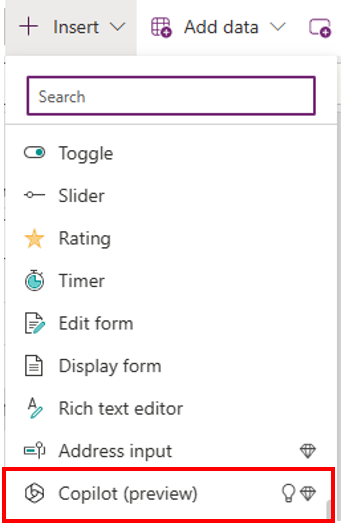 Insert Add data
Search
Toggle
Slider
Rating
Timer
Edit form
Display form
Rich text editor
Address input
Copilot (preview)